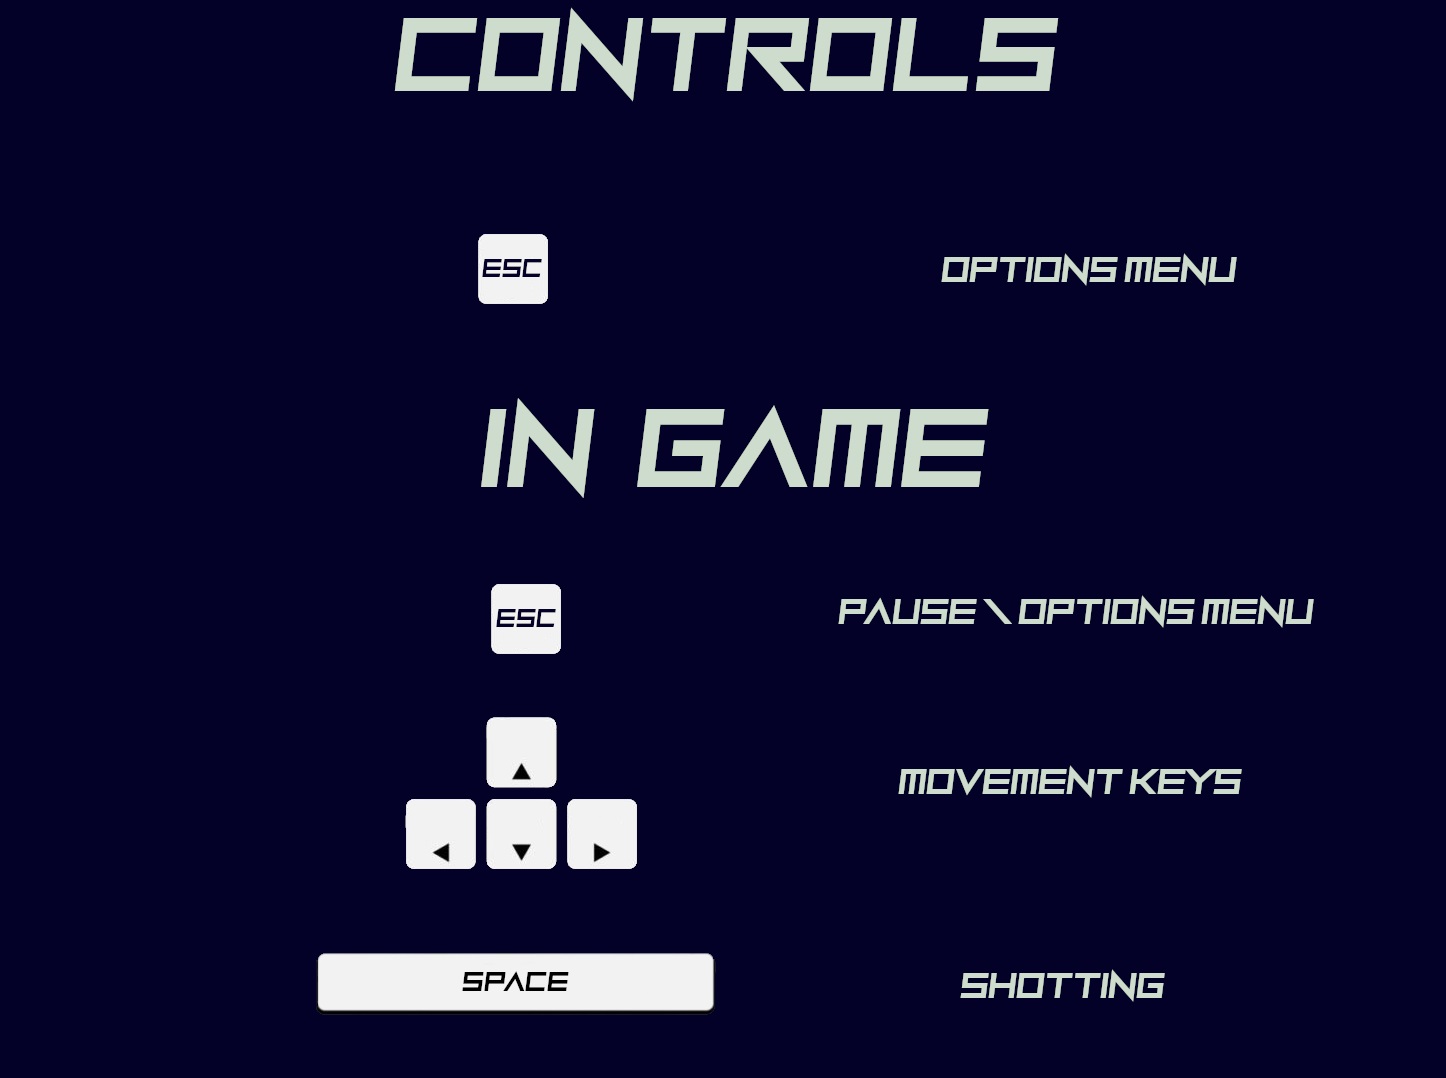 CONTROLS
ESC
OPTIONS MENU
IN GAME
ESC
PAUSE \ OPTIONS MENU
MOVEMENT KEYS
SPACE
SHOTTING